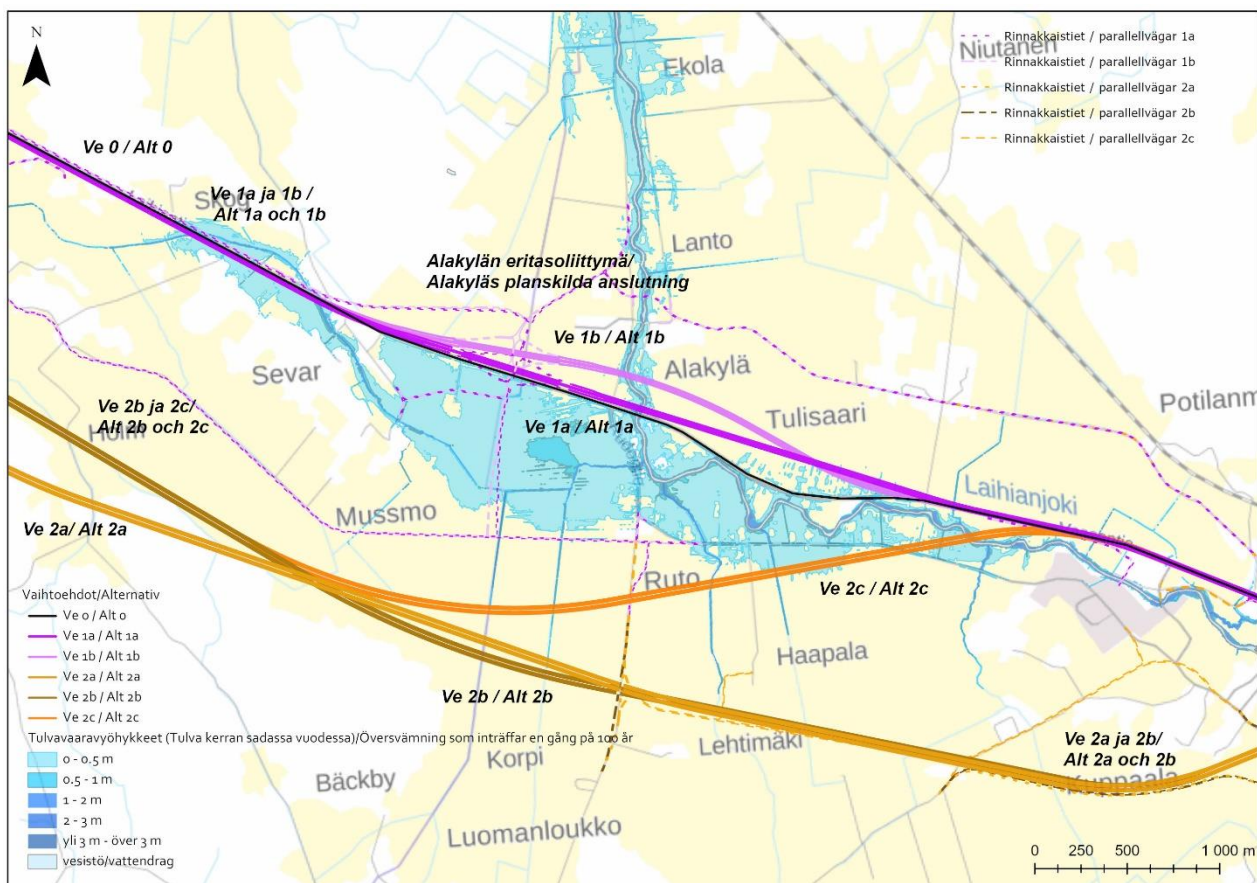 N
Ekola
Niutanen
Rinnakkaistiet / parallellvägar 1a
Rinnakkaistiet / parallellvägar 1b
Rinnakkaistiet / parallellvägar 2a
Rinnakkaistiet / parallellvägar 2b
Rinnakkaistiet / parallellvägar 2c
Ve 0 / Alt 0
Skog
Ve 1a ja 1b /
Alt 1a och 1b
Lanto
Alakylän eritasoliittymä/
Alakyläs planskilda anslutning
Ve 1b / Alt 1b
Alakylä
Sevar
Tulisaari
Potilanm
Ve 2b ja 2c/
Alt 2b och 2c
Holm
Ve 1a / Alt 1a
Laihianjoki
Mussmo
Ve 2a/ Alt 2a
Ruto
Ve 2c / Alt 2c
Haapala
Ve 2b / Alt 2b
Lehtimäki
Korpi
Bäckby
Ve 2a ja 2b/
Alt 2a och 2b
Kuppaala
Luomanloukko
Vaihtoehdot/Alternativ
Ve 0 / Alt 0
Ve 1a / Alt 1a
Ve 1b / Alt 1b
Ve 2a / Alt 2a
Ve 2b / Alt 2b
Ve 2c / Alt 2c
Tulvavaaravyöhykkeet (Tulva kerran sadassa vuodessa)/Översvämning som inträffar en gång på 100 år
0 - 0.5 m
0.5 - 1 m
1 - 2 m
2 - 3 m
yli 3 m - över 3 m
vesistö/vattendrag
0 250 500 1 000 m